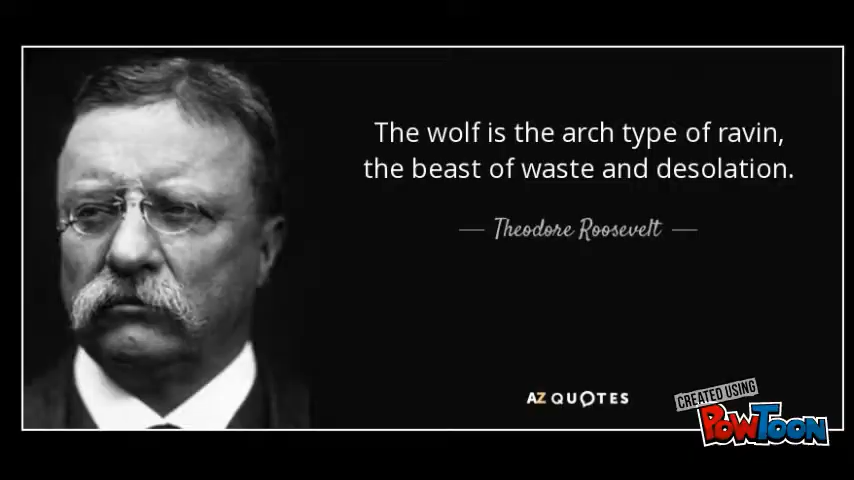 The wolf is the arch type of ravin,
the beast of waste and desolation.
Theodore Roosevelt
AZ QUOTES
CREATED USING
POWTOON